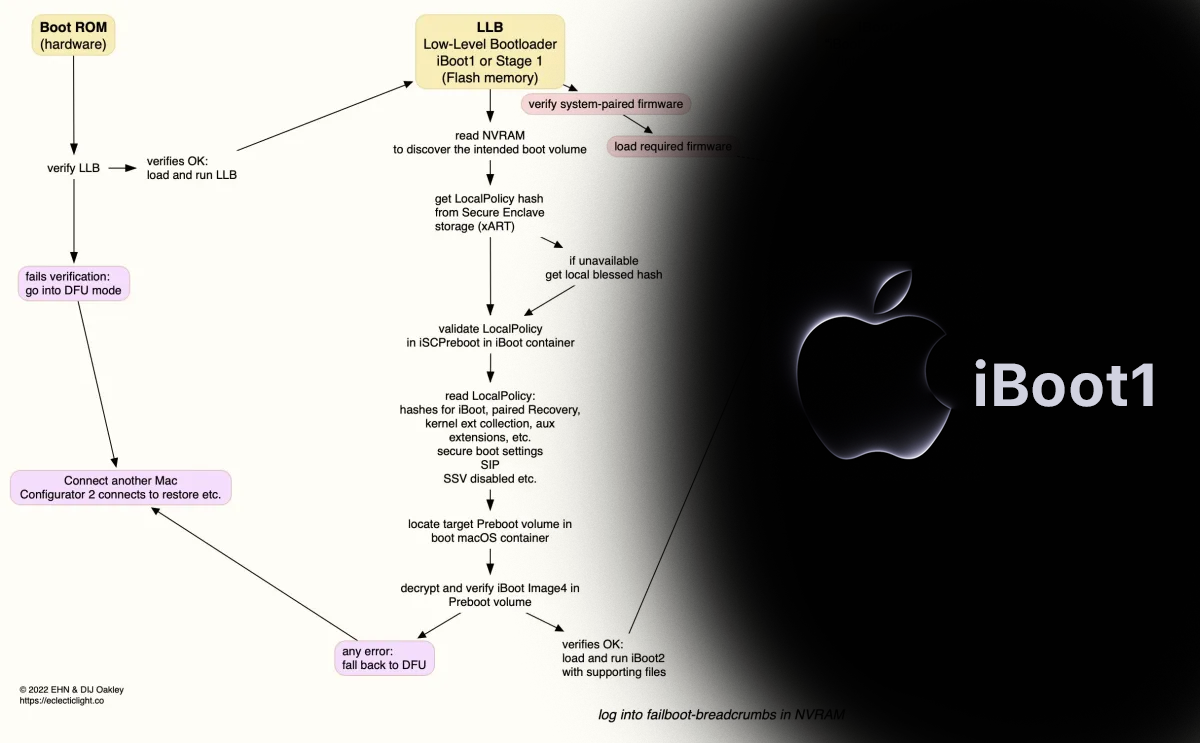 Boot ROM
(hardware)
verify LLB
verifies OK:
load and run LLB
fails verification:
go into DFU mode
Connect another Mac
Configurator 2 connects to restore etc.
LLB
Low-Level Bootloader
iBoot1 or Stage 1
(Flash memory)
verify system-paired firmware
load required firmware
read NVRAM
to discover the intended boot volume
get LocalPolicy hash
from Secure Enclave
storage (xART)
if unavailable
get local blessed hash
validate LocalPolicy
in iSCPreboot in iBoot container
read LocalPolicy:
hashes for iBoot, paired Recovery,
kernel ext collection, aux
extensions, etc.
secure boot settings
SIP
SSV disabled etc.
locate target Preboot volume in
boot macOS container
decrypt and verify iBoot Image4 in
Preboot volume
any error:
fall back to DFU
verifies OK:
load and run iBoot2
with supporting files
log into failboot-breadcrumbs in NVRAM
© 2022 EHN & DIJ Oakley
https://eclecticlight.co
iBoot1